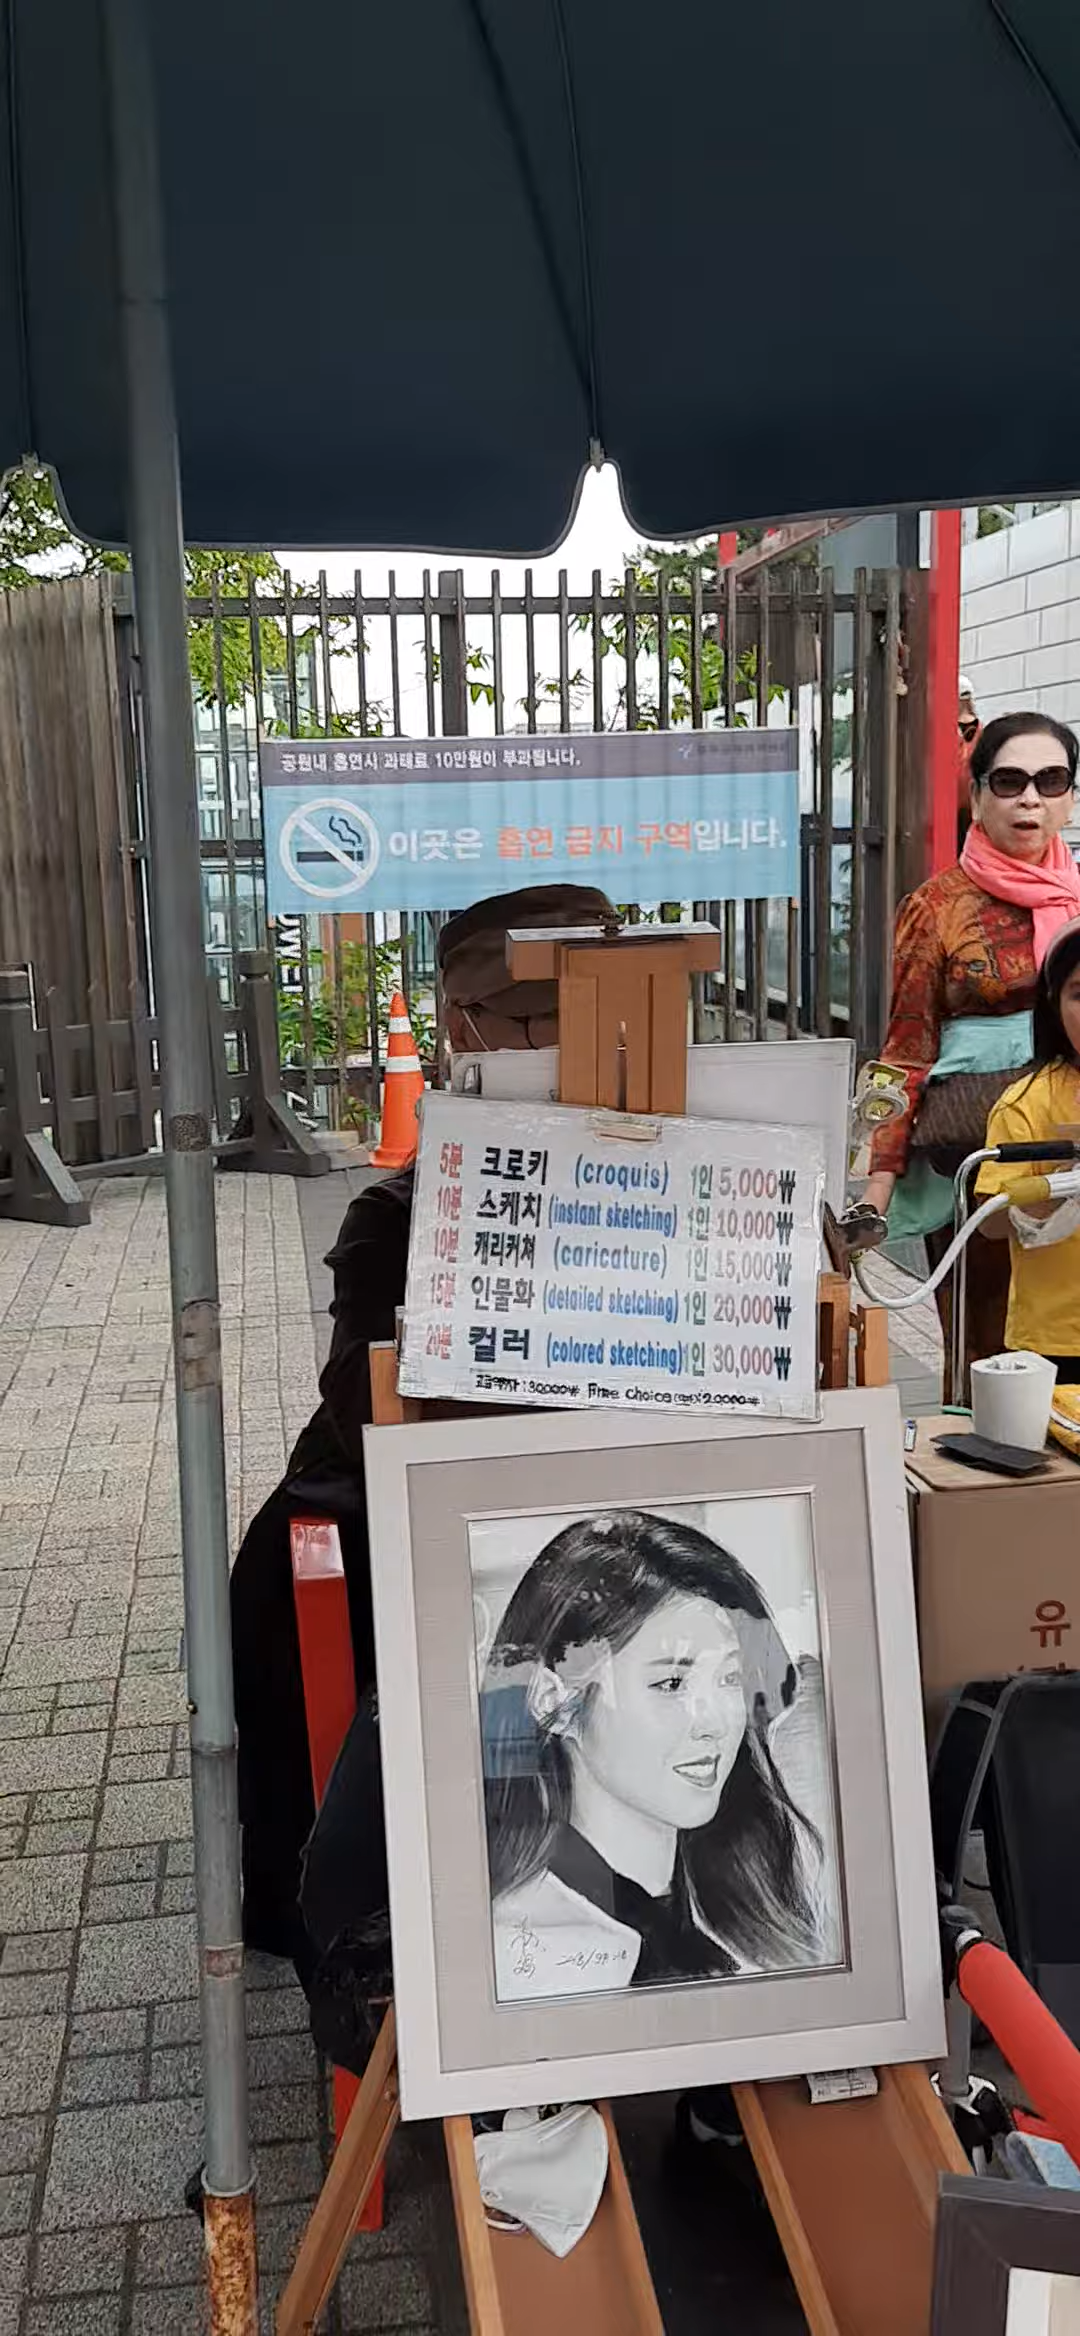 공원내 흡연시 과태료 10만원이 부과됩니다.
이곳은 흡연 금지 구역입니다.
5분 크로키 (croquis) 1인 5,000₩
10분 스케치 (instant sketching) 1인 10,000₩
10분 캐리커쳐 (caricature) 1인 15,000₩
15분 인물화 (detailed sketching) 1인 20,000₩
20분 컬러 (colored sketching) 1인 30,000₩
:30000₩ Free Choice 20000₩
유